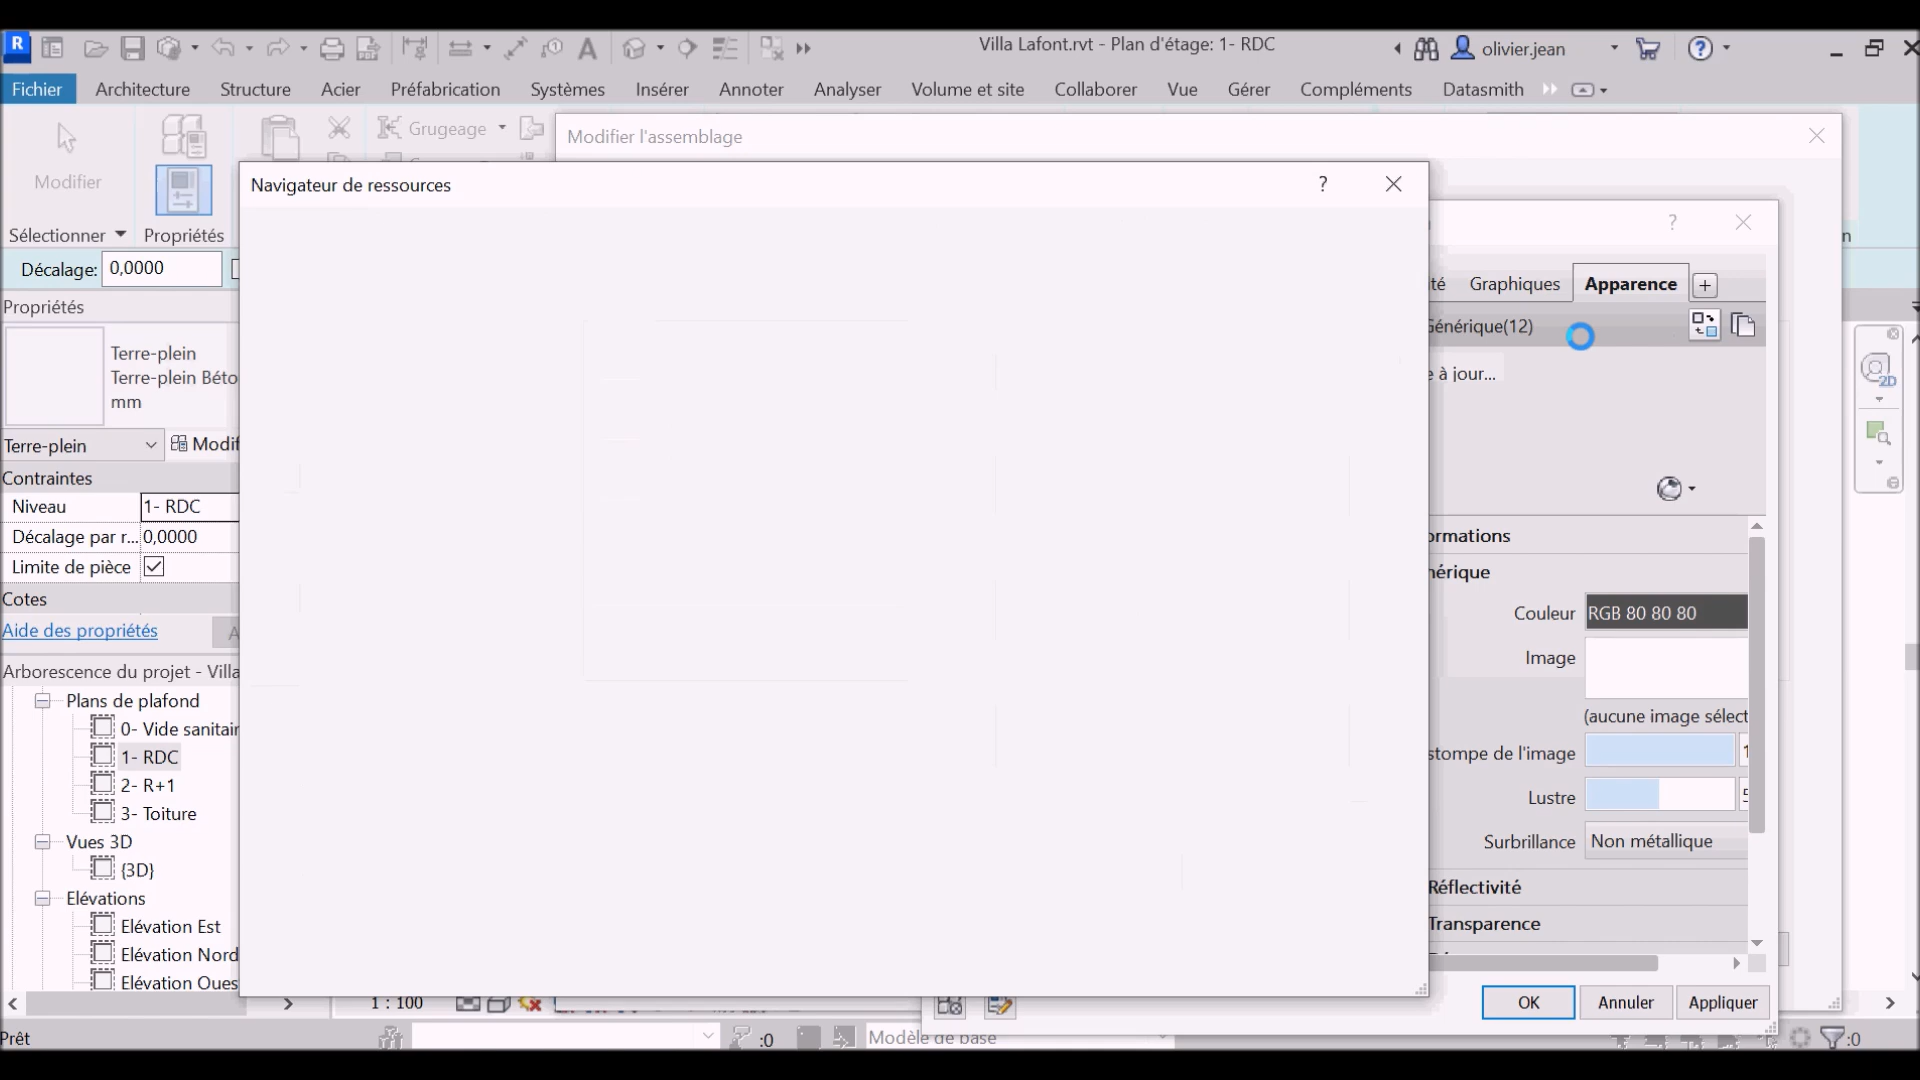 Villa Lafont.rvt - Plan d'étage: 1- RDC
olivier.jean
Fichier Architecture Structure Acier Préfabrication Systèmes Insérer Annoter Analyser Volume et site Collaborer Vue Gérer Compléments Datasmith
Grugeage
Modifier l'assemblage
Modifier
Navigateur de ressources
Sélectionner Propriétés
Décalage: 0,0000
Graphiques Apparence
Générique(12)
e à jour...
Propriétés
Terre-plein
Terre-plein Béto
mm
Terre-plein Modif
Contraintes
Niveau 1- RDC
Décalage par r... 0,0000
Limite de pièce
Cotes
Aide des propriétés A
ormations
nérique
Couleur RGB 80 80 80
Image
(aucune image sélect
stompe de l'image 1
Lustre 5
Surbrillance Non métallique
Réflectivité
Transparence
Arborescence du projet - Villa
Plans de plafond
0- Vide sanitair
1- RDC
2- R+1
3- Toiture
Vues 3D
{3D}
Elévations
Elévation Est
Elévation Nord
Elévation Oues
1 : 100
OK Annuler Appliquer
Prêt
:0
Modèle de base
:0
2D